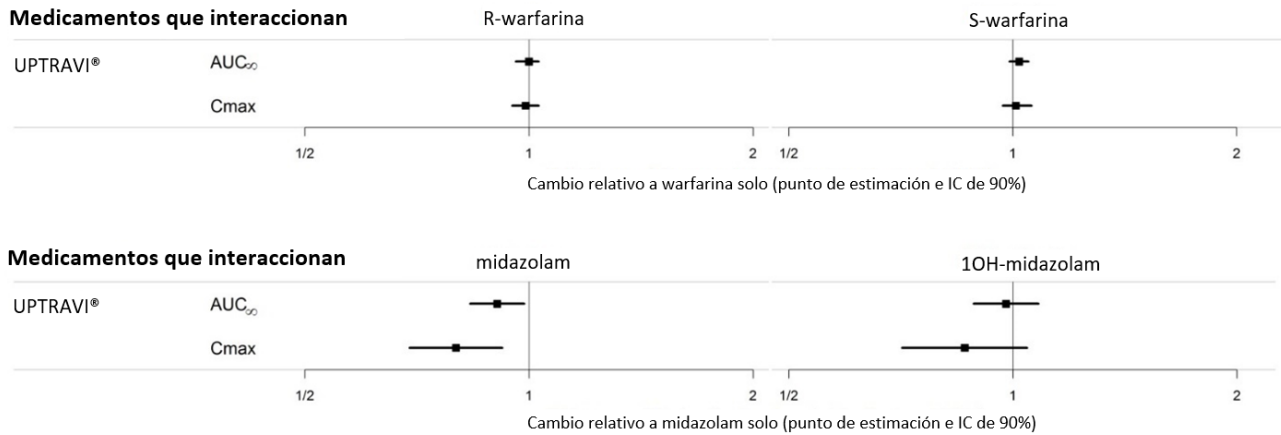 Medicamentos que interaccionan R-warfarina S-warfarina
UPTRAVI® AUC∞
Cmax
1/2 1 2 1/2 1 2
Cambio relativo a warfarina solo (punto de estimación e IC de 90%)
Medicamentos que interaccionan midazolam 1OH-midazolam
UPTRAVI® AUC∞
Cmax
1/2 1 2 1/2 1 2
Cambio relativo a midazolam solo (punto de estimación e IC de 90%)